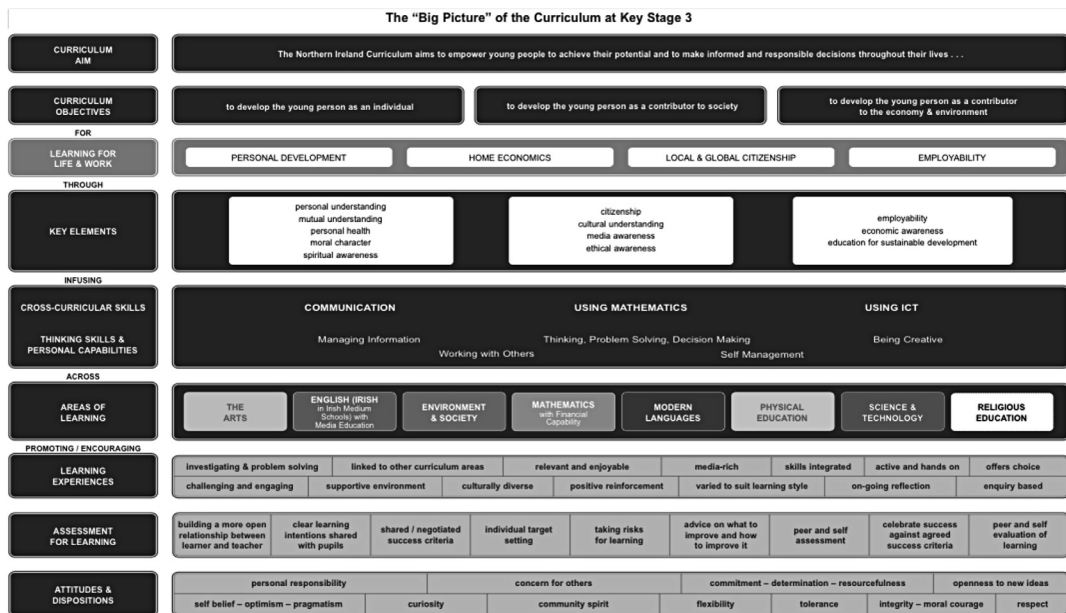 The “Big Picture” of the Curriculum at Key Stage 3
CURRICULUM
AIM
The Northern Ireland Curriculum aims to empower young people to achieve their potential and to make informed and responsible decisions throughout their lives . . .
CURRICULUM
OBJECTIVES
to develop the young person as an individual
to develop the young person as a contributor to society
to develop the young person as a contributor
to the economy & environment
FOR
LEARNING FOR
LIFE & WORK
PERSONAL DEVELOPMENT
HOME ECONOMICS
LOCAL & GLOBAL CITIZENSHIP
EMPLOYABILITY
THROUGH
KEY ELEMENTS
personal understanding
mutual understanding
personal health
moral character
spiritual awareness
citizenship
cultural understanding
media awareness
ethical awareness
employability
economic awareness
education for sustainable development
INFUSING
CROSS-CURRICULAR SKILLS
COMMUNICATION
USING MATHEMATICS
USING ICT
THINKING SKILLS &
PERSONAL CAPABILITIES
Managing Information
Thinking, Problem Solving, Decision Making
Being Creative
Working with Others
Self Management
ACROSS
AREAS OF
LEARNING
THE
ARTS
ENGLISH (IRISH
in Irish Medium
Schools) with
Media Education
ENVIRONMENT
& SOCIETY
MATHEMATICS
with Financial
Capability
MODERN
LANGUAGES
PHYSICAL
EDUCATION
SCIENCE &
TECHNOLOGY
RELIGIOUS
EDUCATION
PROMOTING / ENCOURAGING
LEARNING
EXPERIENCES
investigating & problem solving
linked to other curriculum areas
relevant and enjoyable
media-rich
skills integrated
active and hands on
offers choice
challenging and engaging
supportive environment
culturally diverse
positive reinforcement
varied to suit learning style
on-going reflection
enquiry based
ASSESSMENT
FOR LEARNING
building a more open
relationship between
learner and teacher
clear learning
intentions shared
with pupils
shared / negotiated
success criteria
individual target
setting
taking risks
for learning
advice on what to
improve and how
to improve it
peer and self
assessment
celebrate success
against agreed
success criteria
peer and self
evaluation of
learning
ATTITUDES &
DISPOSITIONS
personal responsibility
concern for others
commitment – determination – resourcefulness
openness to new ideas
self belief – optimism – pragmatism
curiosity
community spirit
flexibility
tolerance
integrity – moral courage
respect